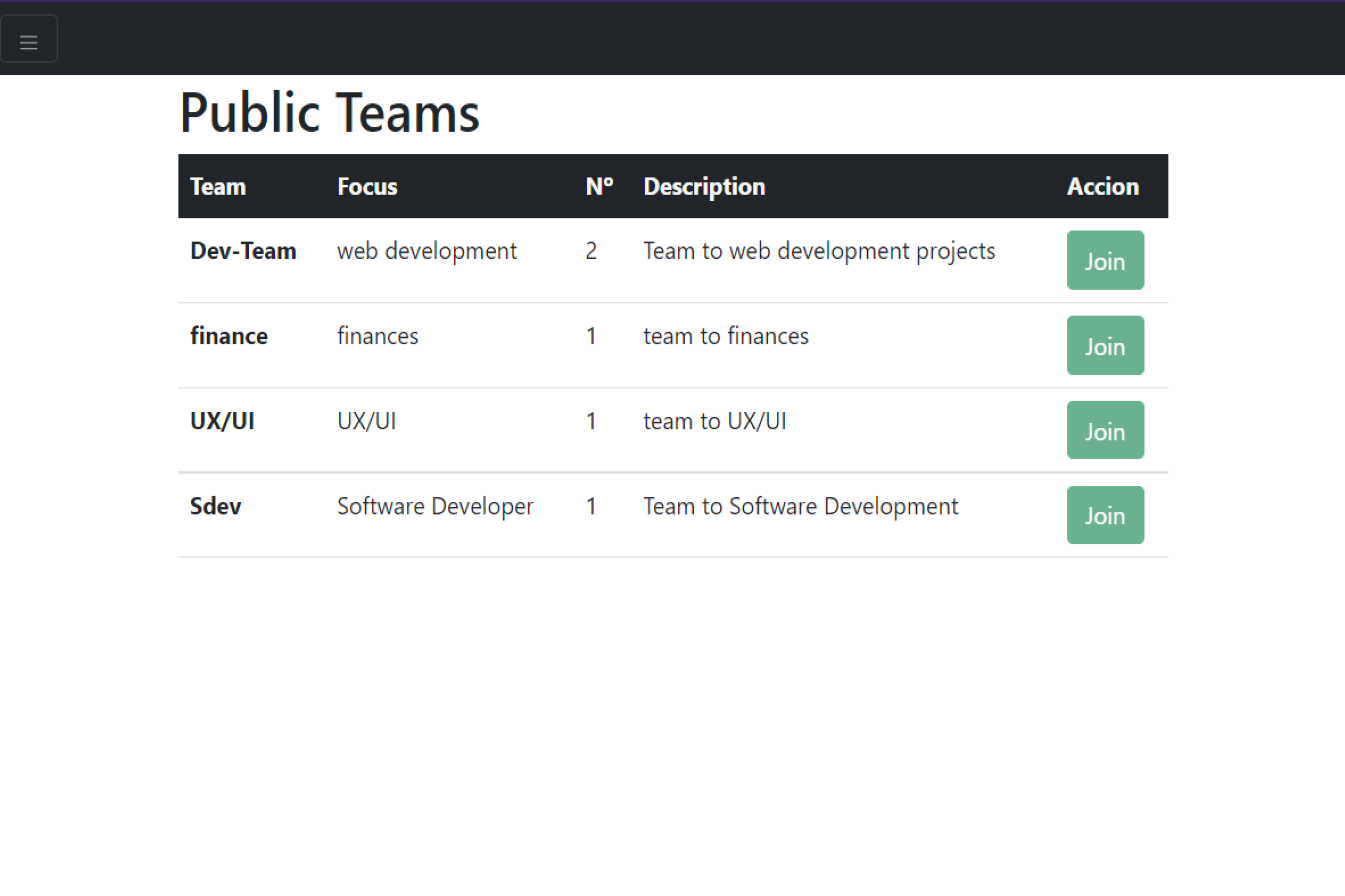 Public Teams
Team Focus Nº Description Accion
Dev-Team web development 2 Team to web development projects Join
finance finances 1 team to finances Join
UX/UI UX/UI 1 team to UX/UI Join
Sdev Software Developer 1 Team to Software Development Join